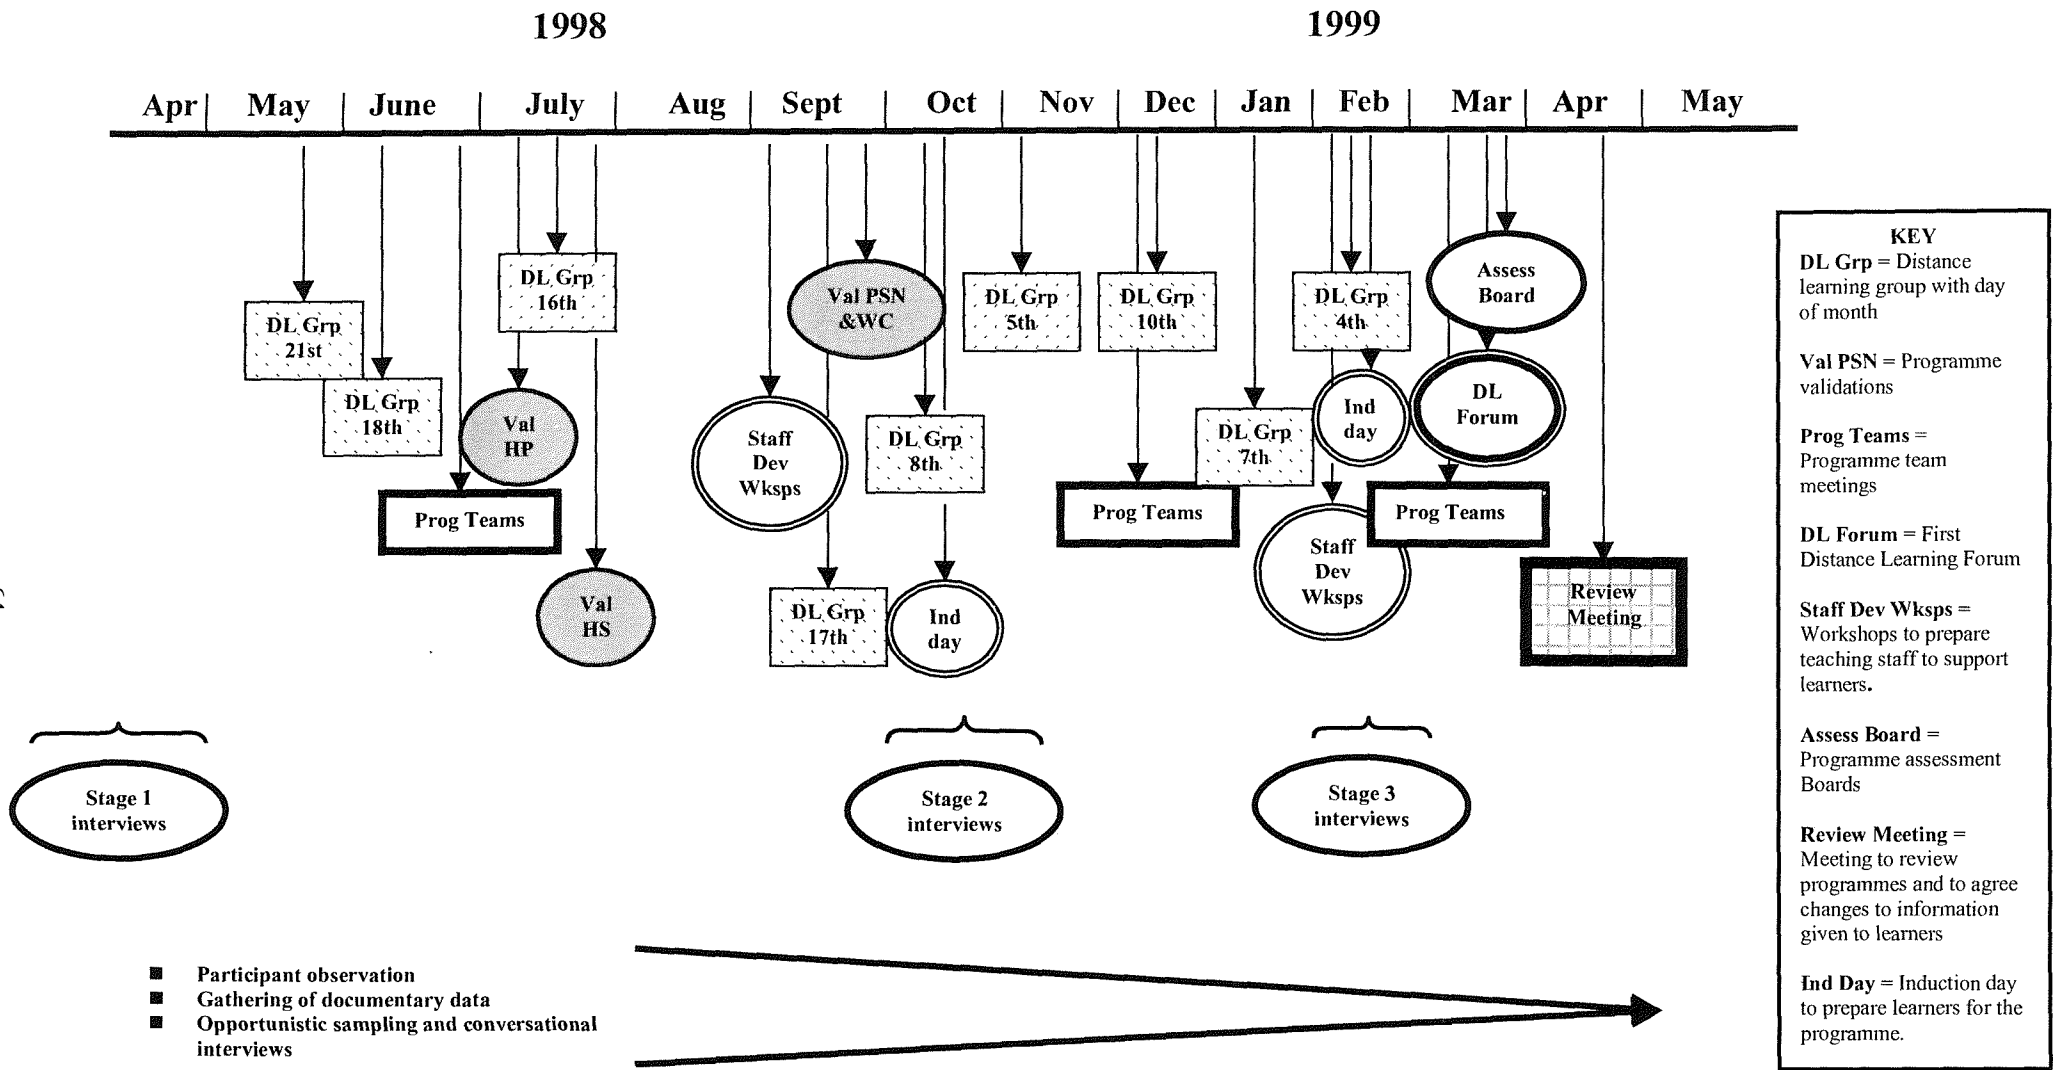 1998
1999
Apr May June July Aug Sept Oct Nov Dec Jan Feb Mar Apr May
DL Grp
21st
DL Grp
18th
Prog Teams
DL Grp
16th
Val
HP
Val
HS
Staff
Dev
Wksps
DL Grp
17th
Val PSN
&WC
DL Grp
8th
Ind
day
DL Grp
5th
DL Grp
10th
Prog Teams
DL Grp
7th
DL Grp
4th
Ind
day
Staff
Dev
Wksps
Assess
Board
DL
Forum
Prog Teams
Review
Meeting
Stage 1
interviews
Stage 2
interviews
Stage 3
interviews
■ Participant observation
■ Gathering of documentary data
■ Opportunistic sampling and conversational
interviews
KEY
DL Grp = Distance
learning group with day
of month
Val PSN = Programme
validations
Prog Teams =
Programme team
meetings
DL Forum = First
Distance Learning Forum
Staff Dev Wksps =
Workshops to prepare
teaching staff to support
learners.
Assess Board =
Programme assessment
Boards
Review Meeting =
Meeting to review
programmes and to agree
changes to information
given to learners
Ind Day = Induction day
to prepare learners for the
programme.